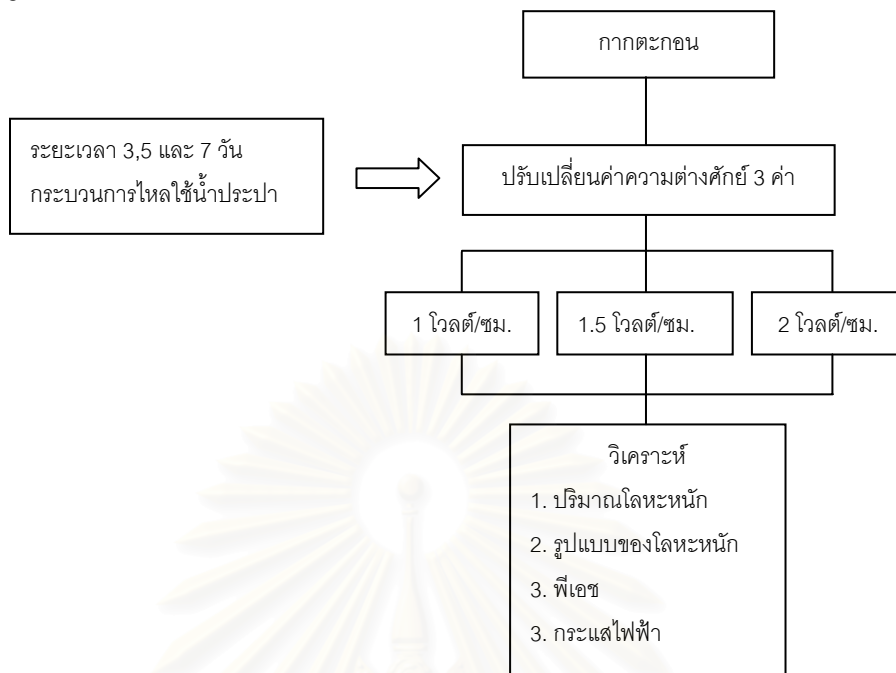 กากตะกอน
ระยะเวลา 3,5 และ 7 วัน
กระบวนการไหลใช้น้ำประปา
ปรับเปลี่ยนค่าความต่างศักย์ 3 ค่า
1 โวลต์/ซม.
1.5 โวลต์/ซม.
2 โวลต์/ซม.
วิเคราะห์
1. ปริมาณโลหะหนัก
2. รูปแบบของโลหะหนัก
3. พีเอช
3. กระแสไฟฟ้า